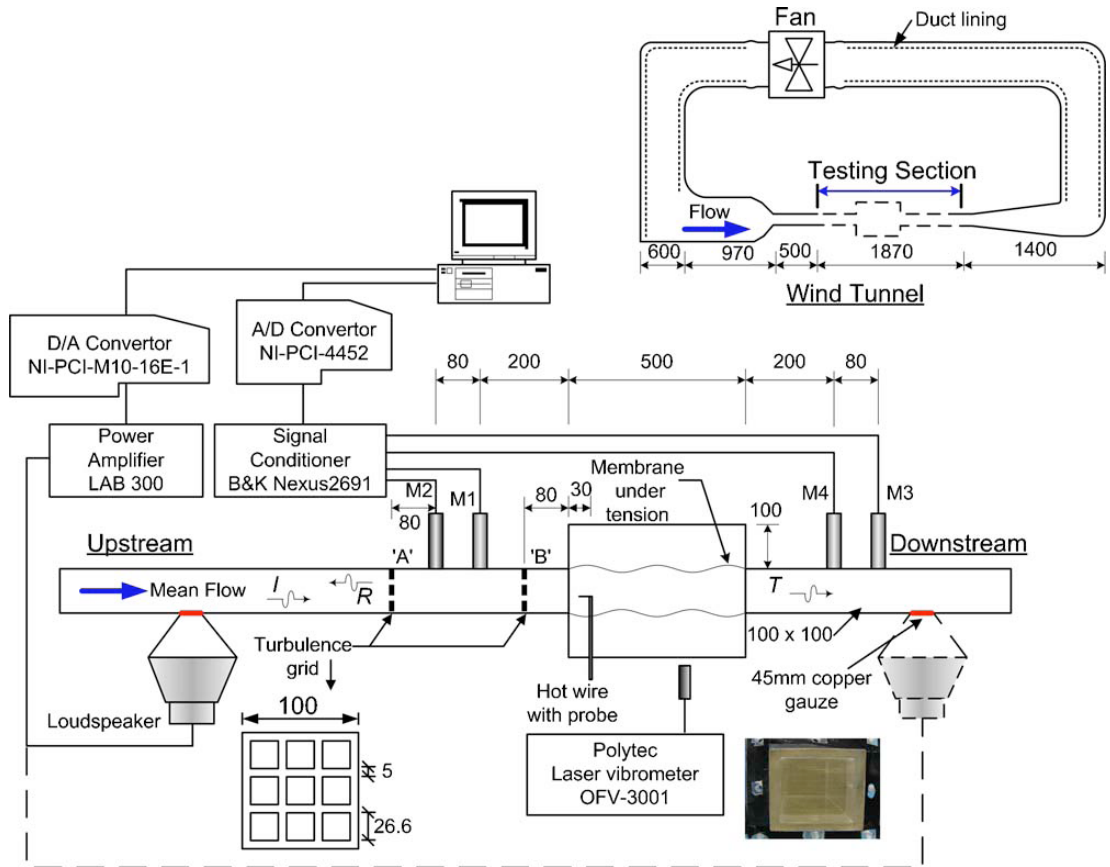 Fan
Duct lining
Testing Section
Flow
600
970
500
1870
1400
Wind Tunnel
D/A Convertor
NI-PCI-M10-16E-1
A/D Convertor
NI-PCI-4452
80
200
500
200
80
Power
Amplifier
LAB 300
Signal
Conditioner
B&K Nexus2691
M2
M1
80
80
30
Membrane
under
tension
100
M4
M3
Upstream
'A'
'B'
Downstream
Mean Flow
I
R
T
Turbulence
grid
100 x 100
45mm copper
gauze
Loudspeaker
100
5
26.6
Hot wire
with probe
Polytec
Laser vibrometer
OFV-3001